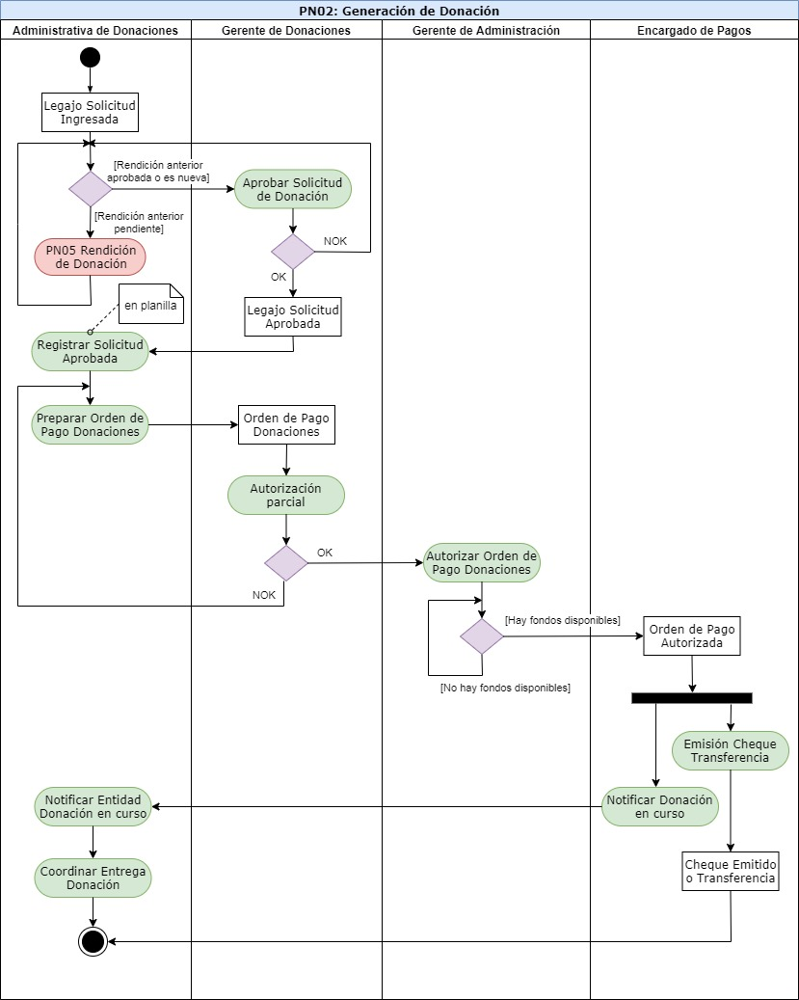 PN02: Generación de Donación
Administrativa de Donaciones
Gerente de Donaciones
Gerente de Administración
Encargado de Pagos
Legajo Solicitud
Ingresada
[Rendición anterior
aprobada o es nueva]
Aprobar Solicitud
de Donación
[Rendición anterior
pendiente]
NOK
PN05 Rendición
de Donación
OK
en planilla
Legajo Solicitud
Aprobada
Registrar Solicitud
Aprobada
Preparar Orden de
Pago Donaciones
Orden de Pago
Donaciones
Autorización
parcial
OK
Autorizar Orden de
Pago Donaciones
NOK
[Hay fondos disponibles]
Orden de Pago
Autorizada
[No hay fondos disponibles]
Emisión Cheque
Transferencia
Notificar Entidad
Donación en curso
Notificar Donación
en curso
Coordinar Entrega
Donación
Cheque Emitido
o Transferencia